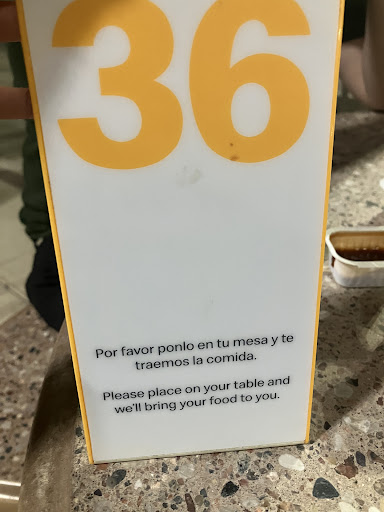 36
Por favor ponlo en tu mesa y te
traemos la comida.
Please place on your table and
we'll bring your food to you.